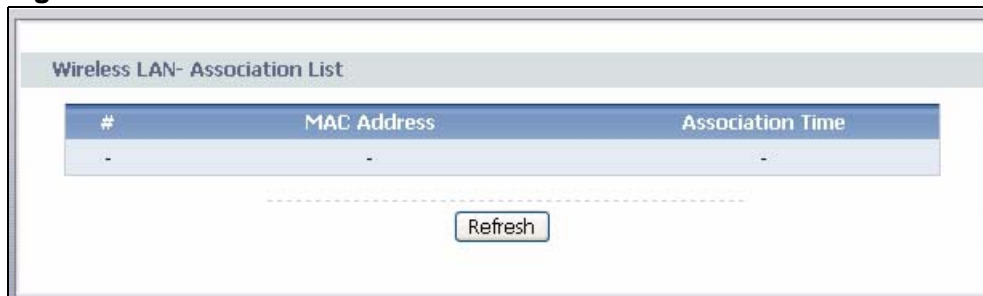 Wireless LAN- Association List
# MAC Address Association Time
- - -
Refresh